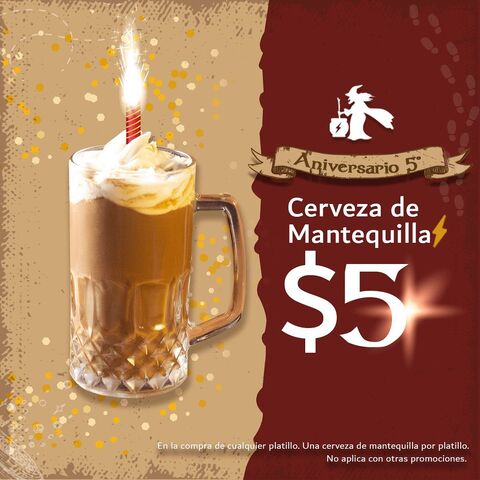 Aniversario 5°
Cerveza de
Mantequilla
$5
En la compra de cualquier platillo. Una cerveza de mantequilla por platillo.
No aplica con otras promociones.